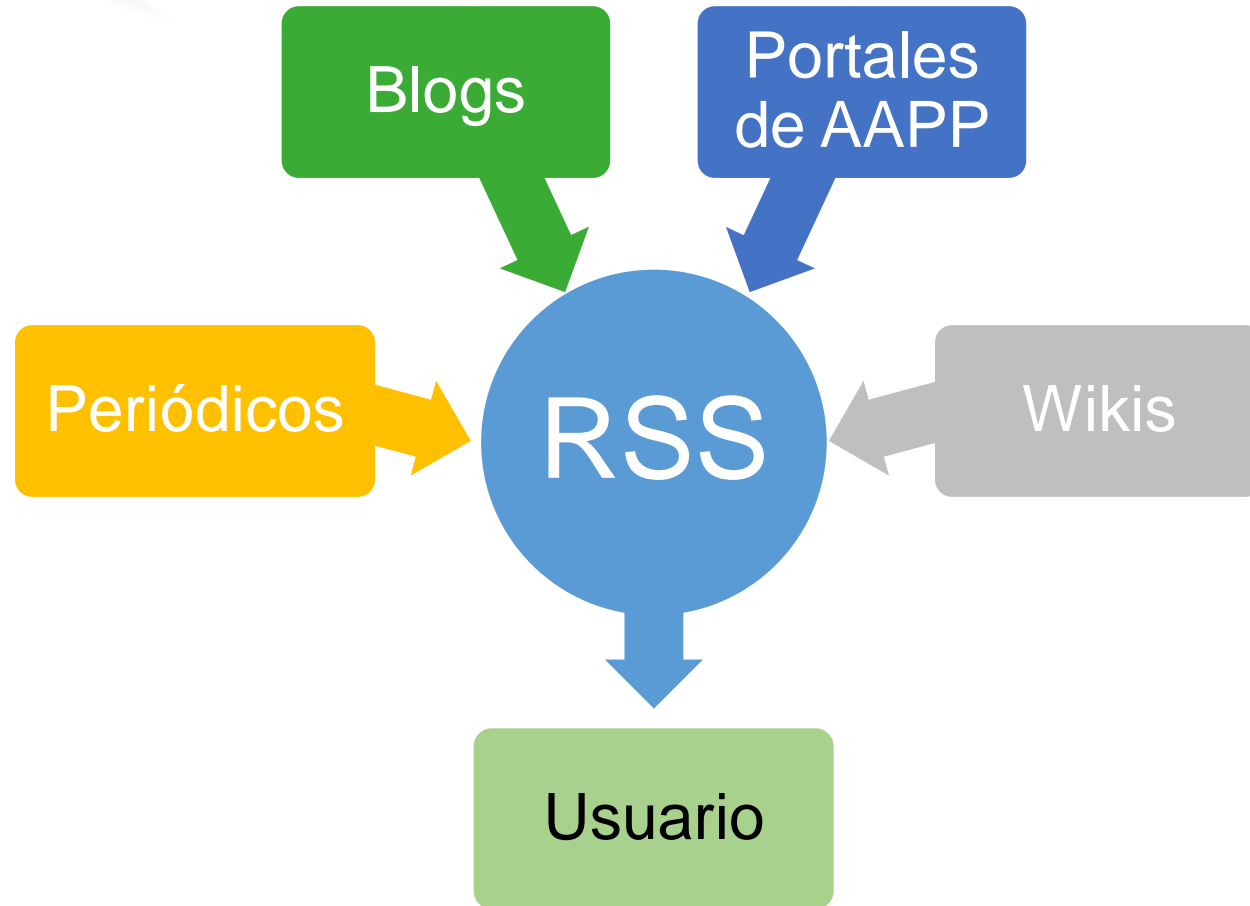 Blogs
Portales
de AAPP
Periódicos
RSS
Wikis
Usuario